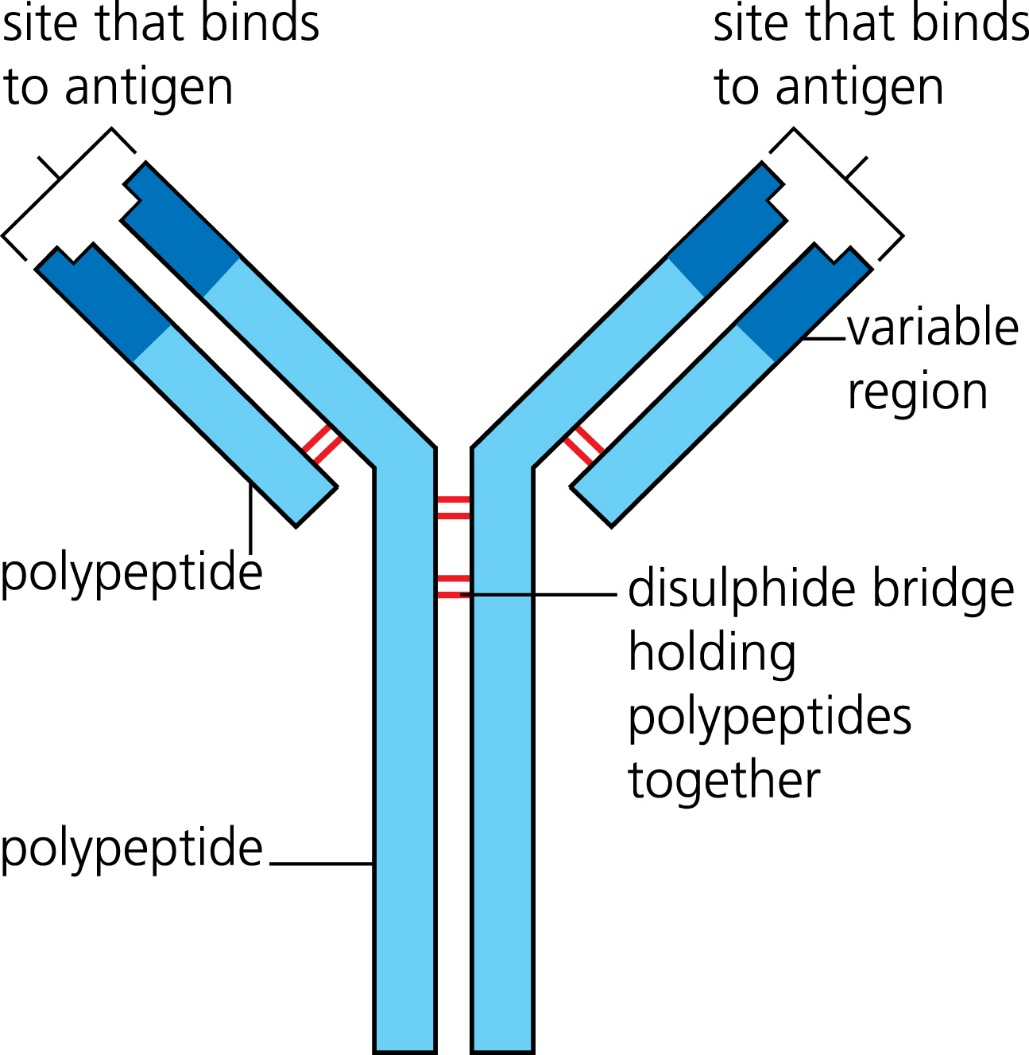 site that binds
to antigen
site that binds
to antigen
variable
region
polypeptide
disulphide bridge
holding
polypeptides
together
polypeptide